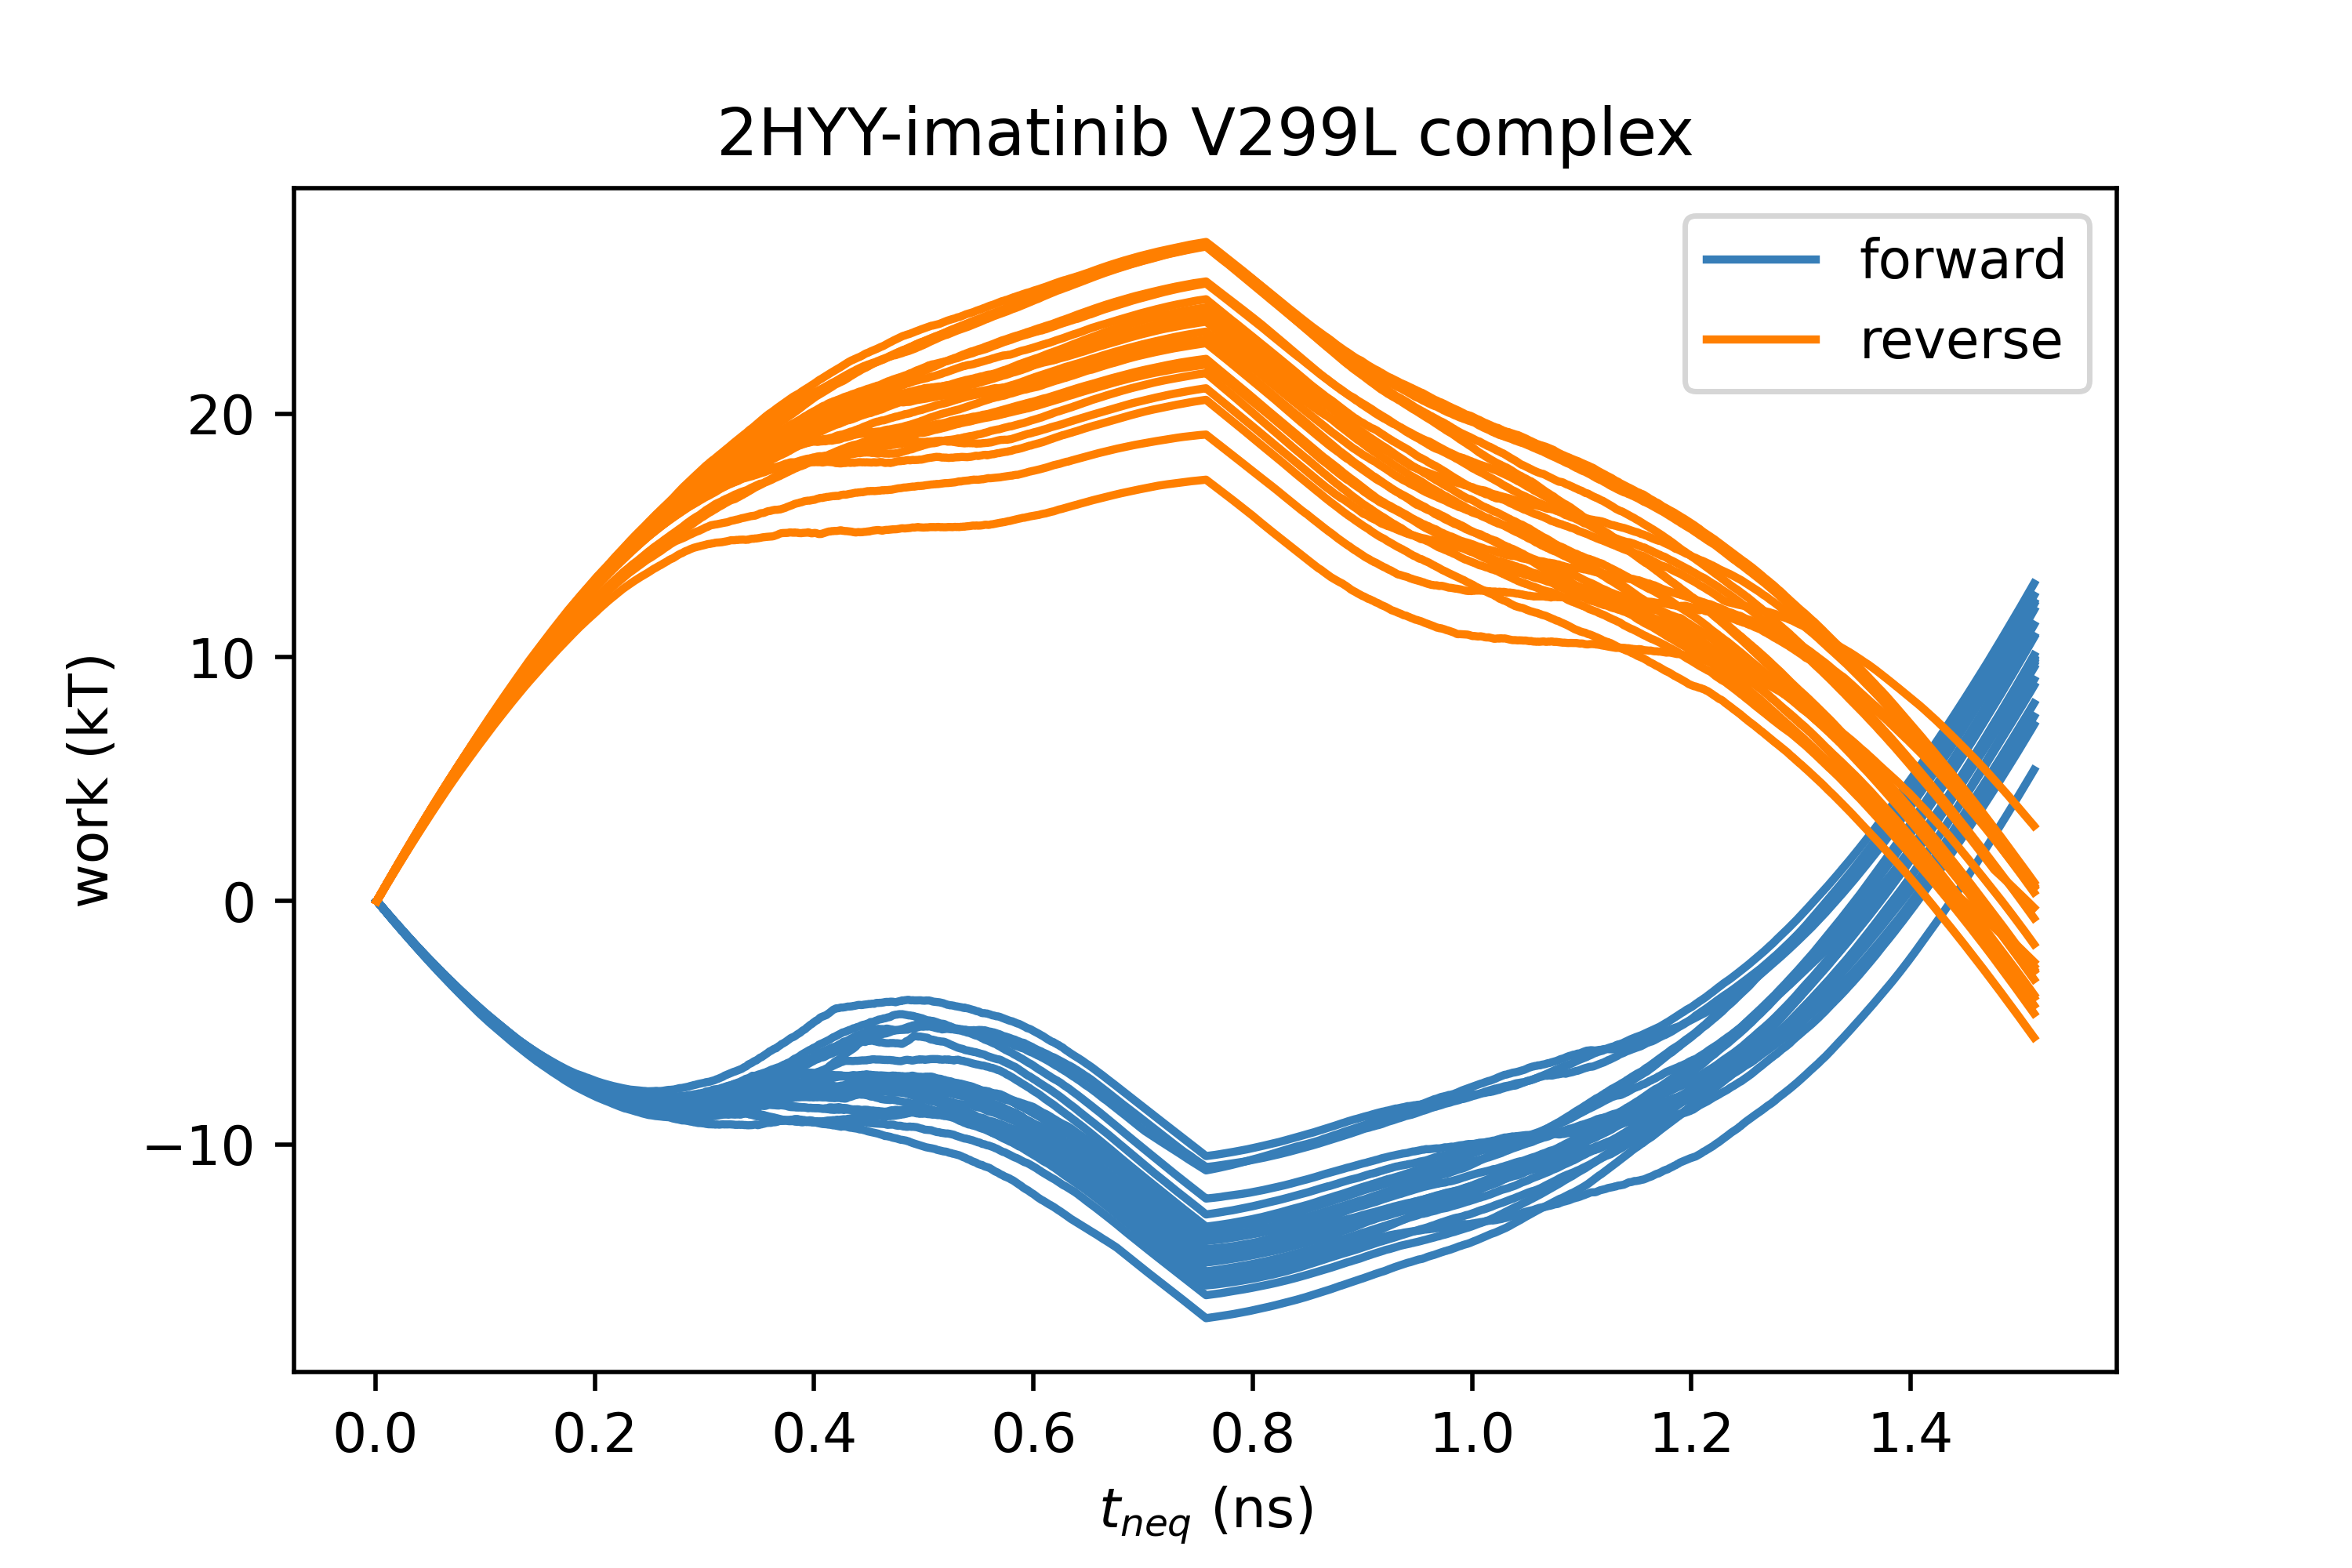 2HYY-imatinib V299L complex
forward
reverse
20
10
0
−10
work (kT)
0.0 0.2 0.4 0.6 0.8 1.0 1.2 1.4
t_neq (ns)